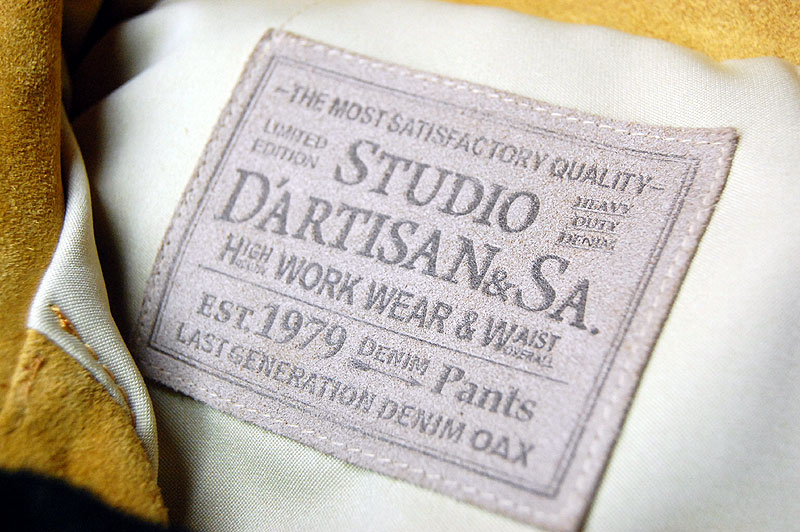 ~THE MOST SATISFACTORY QUALITY~
LIMITED
EDITION
STUDIO
HEAVY
DUTY
DENIM
D'ARTISAN & SA.
HIGH WORK WEAR & WAIST
OVERALL
EST. 1979 DENIM Pants
LAST GENERATION DENIM OAX